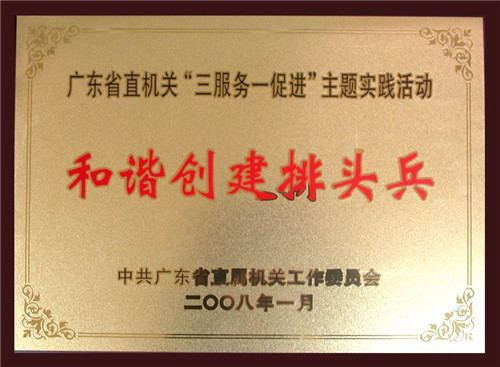 广东省直机关“三服务一促进”主题实践活动
和谐创建排头兵
中共广东省直属机关工作委员会
二〇〇八年一月